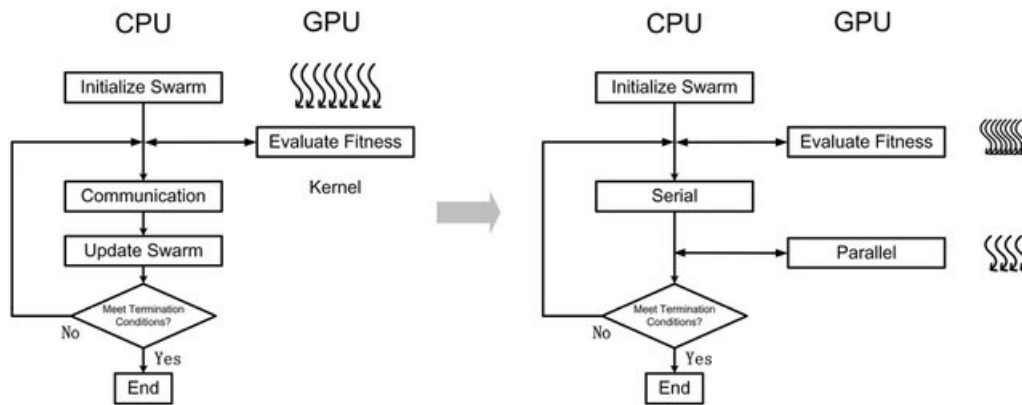 CPU
GPU
Initialize Swarm
Evaluate Fitness
Kernel
Communication
Update Swarm
Meet Termination
Conditions?
No
Yes
End
CPU
GPU
Initialize Swarm
Evaluate Fitness
Serial
Parallel
Meet Termination
Conditions?
No
Yes
End